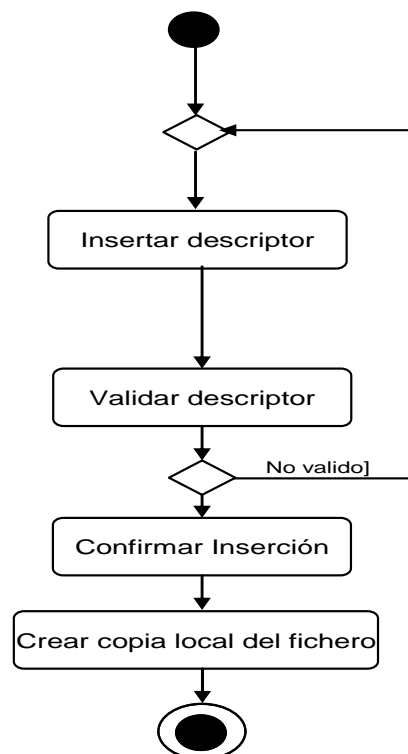 Insertar descriptor
Validar descriptor
No valido]
Confirmar Inserción
Crear copia local del fichero